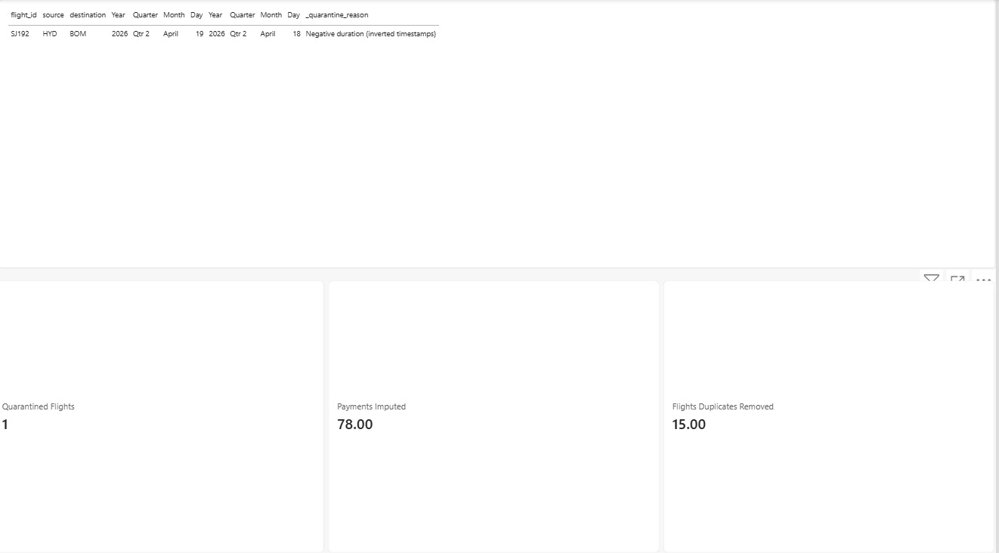 flight_id source destination Year Quarter Month Day Year Quarter Month Day _quarantine_reason
SJ192 HYD BOM 2026 Qtr 2 April 19 2026 Qtr 2 April 18 Negative duration (inverted timestamps)
Quarantined Flights
1
Payments Imputed
78.00
Flights Duplicates Removed
15.00